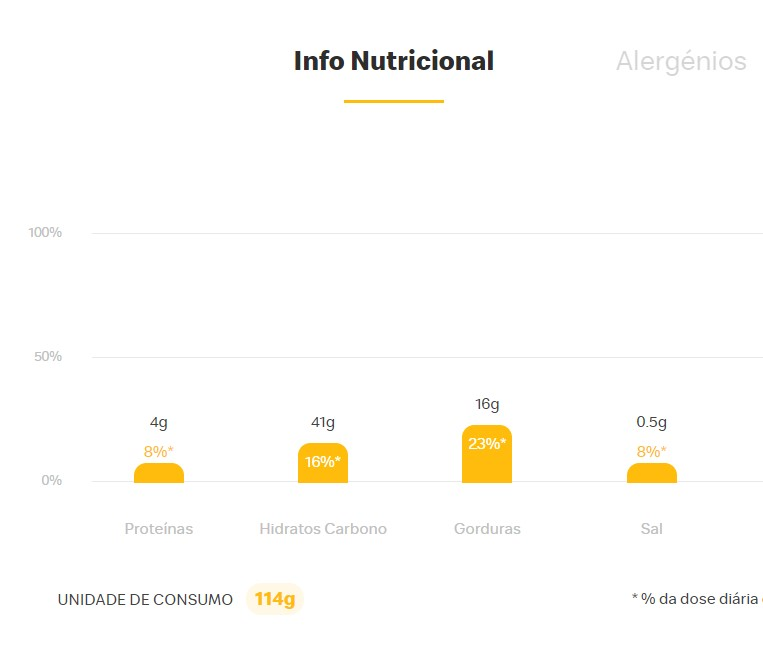 Info Nutricional
Alergénios
100%
50%
0%
4g
8%*
41g
16%*
16g
23%*
0.5g
8%*
Proteínas
Hidratos Carbono
Gorduras
Sal
UNIDADE DE CONSUMO 114g
* % da dose diária